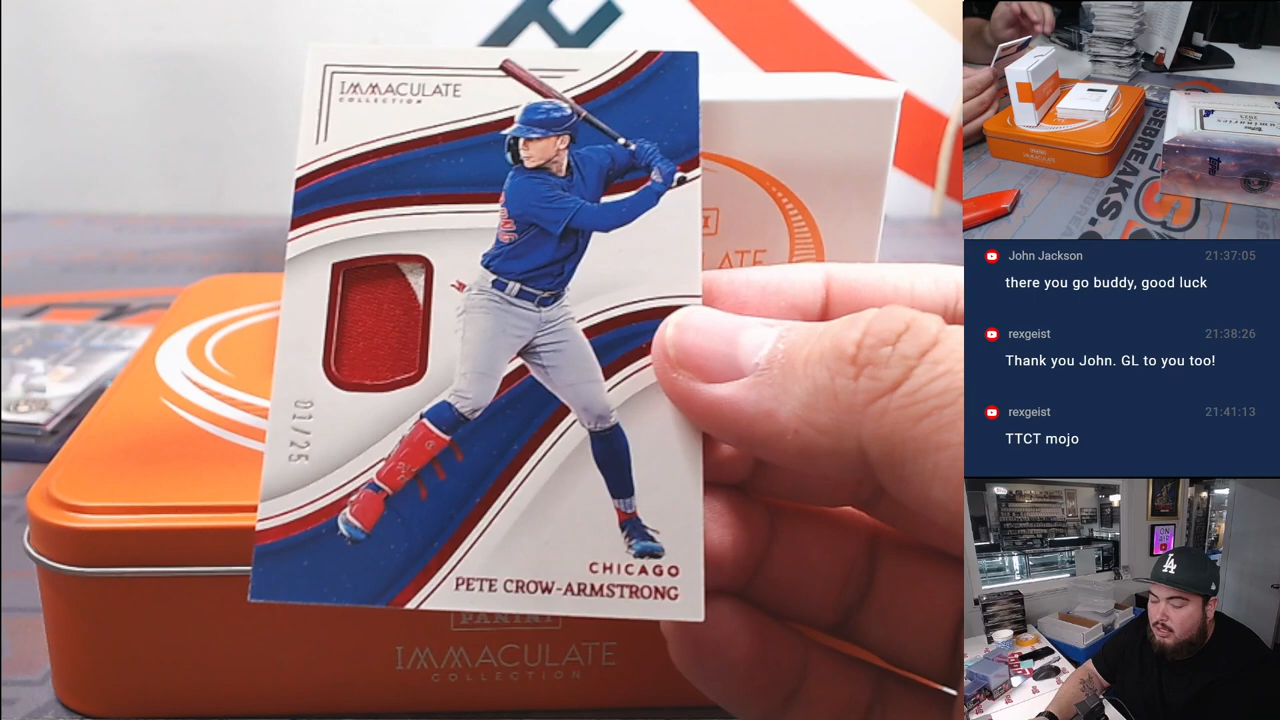 IMMACULATE
COLLECTION
01/25
CHICAGO
PETE CROW-ARMSTRONG
PANINI
IMMACULATE
COLLECTION
John Jackson 21:37:05
there you go buddy, good luck
rexgeist 21:38:26
Thank you John. GL to you too!
rexgeist 21:41:13
TTCT mojo
LA